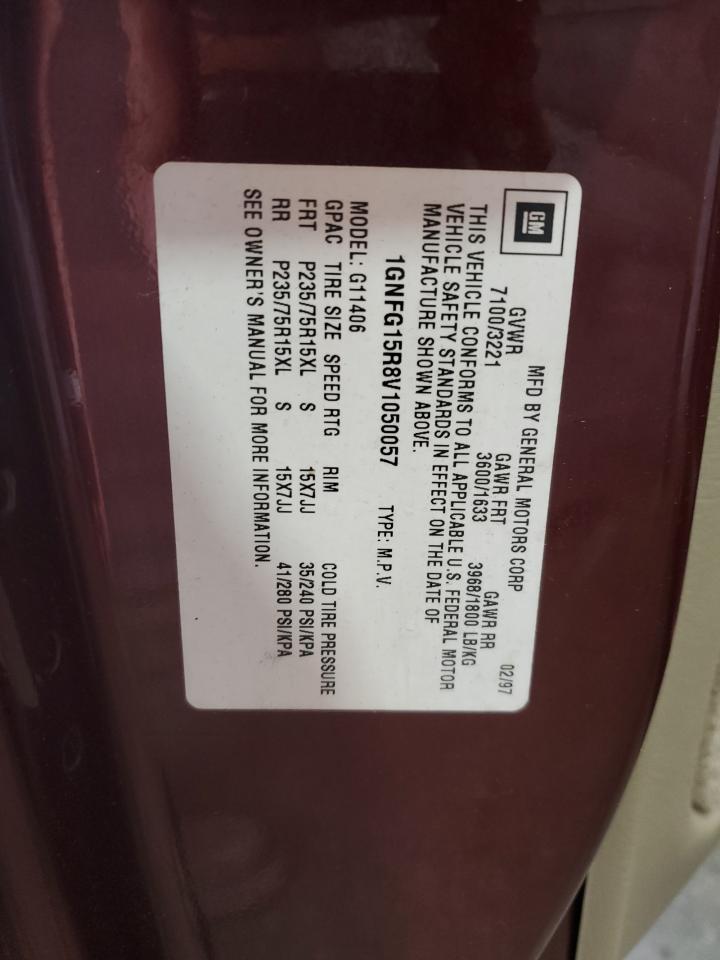 GM
MFD BY GENERAL MOTORS CORP
02/97
GVWR GAWR FRT GAWR RR
7100/3221 3600/1633 3968/1800 LB/KG
THIS VEHICLE CONFORMS TO ALL APPLICABLE U.S. FEDERAL MOTOR
VEHICLE SAFETY STANDARDS IN EFFECT ON THE DATE OF
MANUFACTURE SHOWN ABOVE.
1GNFG15R8V1050057 TYPE: M.P.V.
MODEL: G11406
GPAC TIRE SIZE SPEED RTG RIM COLD TIRE PRESSURE
FRT P235/75R15XL S 15X7JJ 35/240 PSI/KPA
RR P235/75R15XL S 15X7JJ 41/280 PSI/KPA
SEE OWNER'S MANUAL FOR MORE INFORMATION.